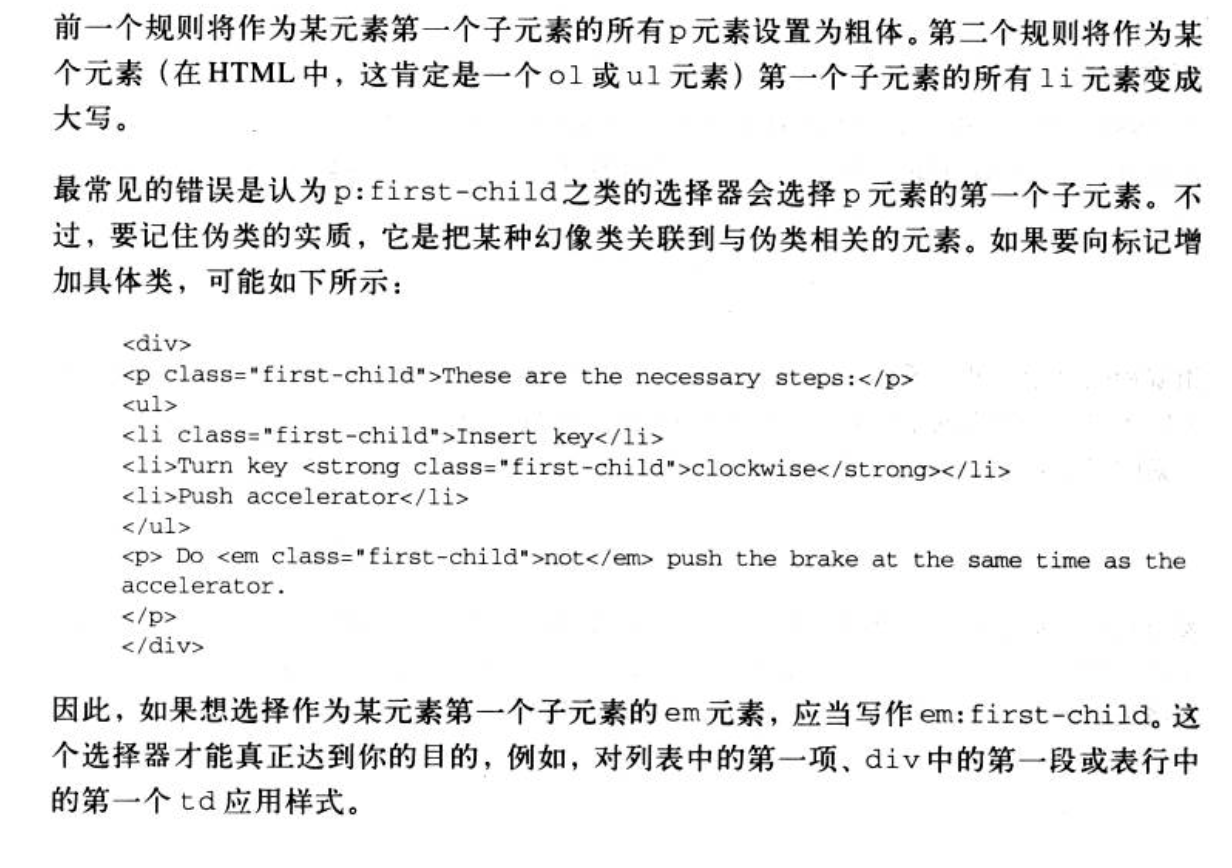 前一个规则将作为某元素第一个子元素的所有p元素设置为粗体。第二个规则将作为某
个元素（在HTML中，这肯定是一个ol或ul元素）第一个子元素的所有li元素变成
大写。
最常见的错误是认为p:first-child之类的选择器会选择p元素的第一个子元素。不
过，要记住伪类的实质，它是把某种幻像类关联到与伪类相关的元素。如果要向标记增
加具体类，可能如下所示：
<div>
<p class="first-child">These are the necessary steps:</p>
<ul>
<li class="first-child">Insert key</li>
<li>Turn key <strong class="first-child">clockwise</strong></li>
<li>Push accelerator</li>
</ul>
<p> Do <em class="first-child">not</em> push the brake at the same time as the
accelerator.
</p>
</div>
因此，如果想选择作为某元素第一个子元素的em元素，应当写作em:first-child。这
个选择器才能真正达到你的目的，例如，对列表中的第一项、div中的第一段或表行中
的第一个td应用样式。